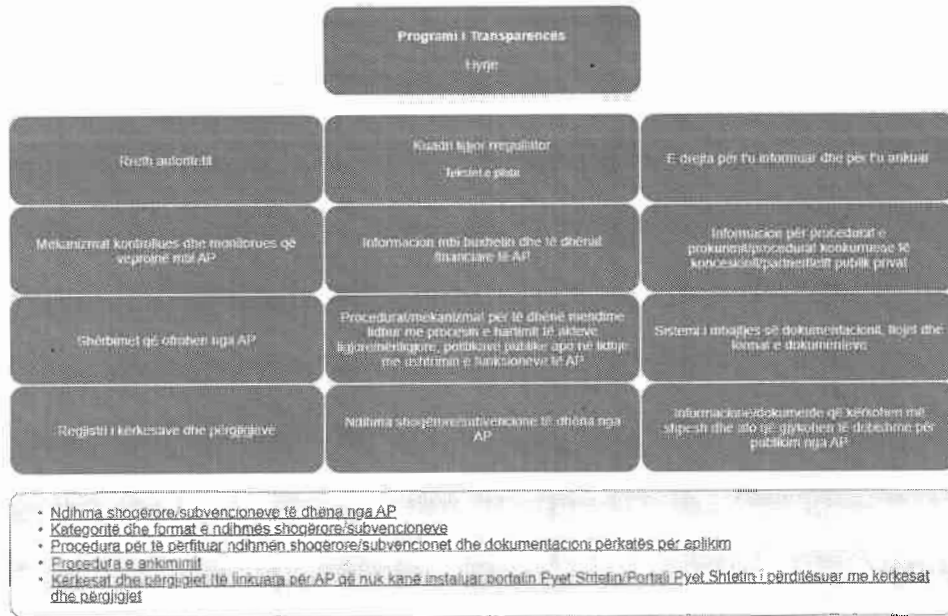 Programi i Transparencës
Hyrje
Rreth autoritetit
Kuadri ligjor rregullator
Tekstet e plota
E drejta për t'u informuar dhe për t'u ankuar
Mekanizmat kontrollues dhe monitorues që
veprojnë mbi AP
Informacion mbi buxhetin dhe të dhënat
financiare të AP
Informacion për procedurat e
prokurimit/procedurat konkurruese të
koncesionit/partneritetit publik privat
Shërbimet që ofrohen nga AP
Procedurat/mekanizmat për të dhënë mendime
lidhur me procesin e hartimit të akteve
ligjore/nënligjore, politikave publike apo në lidhje
me ushtrimin e funksioneve të AP
Sistemi i mbajtjes së dokumentacionit, llojet dhe
format e dokumenteve
Regjistri i kërkesave dhe përgjigjeve
Ndihma shoqërore/subvencione të dhëna nga
AP
Informacione/dokumente që kërkohen më
shpesh dhe ato që gjykohen të dobishme për
publikim nga AP
• Ndihma shoqërore/subvencioneve të dhëna nga AP
• Kategoritë dhe format e ndihmës shoqërore/subvencioneve
• Procedura për të përfituar ndihmën shoqërore/subvencionet dhe dokumentacioni përkatës për aplikim
• Procedura e ankimimit
• Kërkesat dhe përgjigjet (të linkuara për AP që nuk kanë instaluar portalin Pyet Shtetin/Portali Pyet Shtetin i përditësuar me kërkesat
dhe përgjigjet